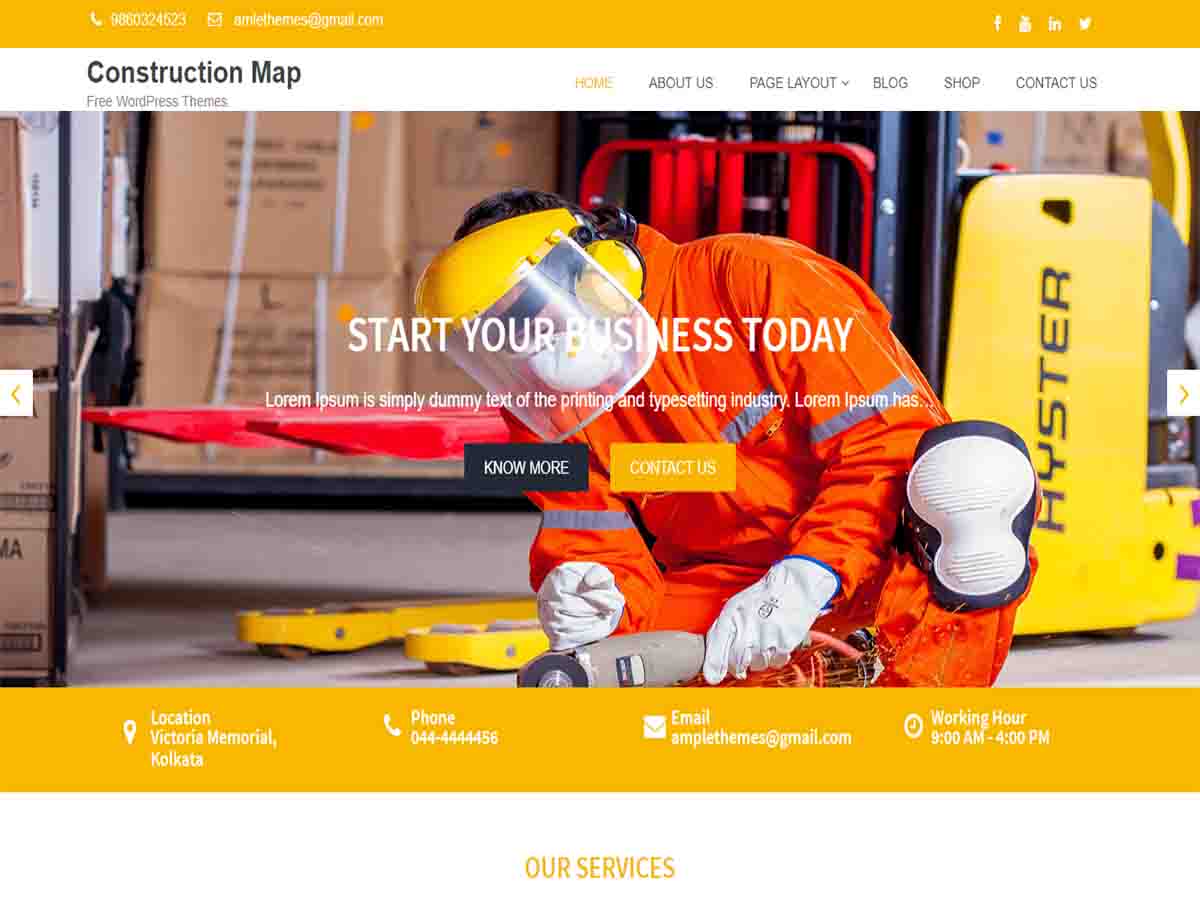 9860324523 amlethemes@gmail.com
Construction Map
Free WordPress Themes
HOME ABOUT US PAGE LAYOUT BLOG SHOP CONTACT US
START YOUR BUSINESS TODAY
Lorem Ipsum is simply dummy text of the printing and typesetting industry. Lorem Ipsum has...
KNOW MORE CONTACT US
HYSTER
Location
Victoria Memorial,
Kolkata
Phone
044-4444456
Email
amplethemes@gmail.com
Working Hour
9:00 AM - 4:00 PM
OUR SERVICES